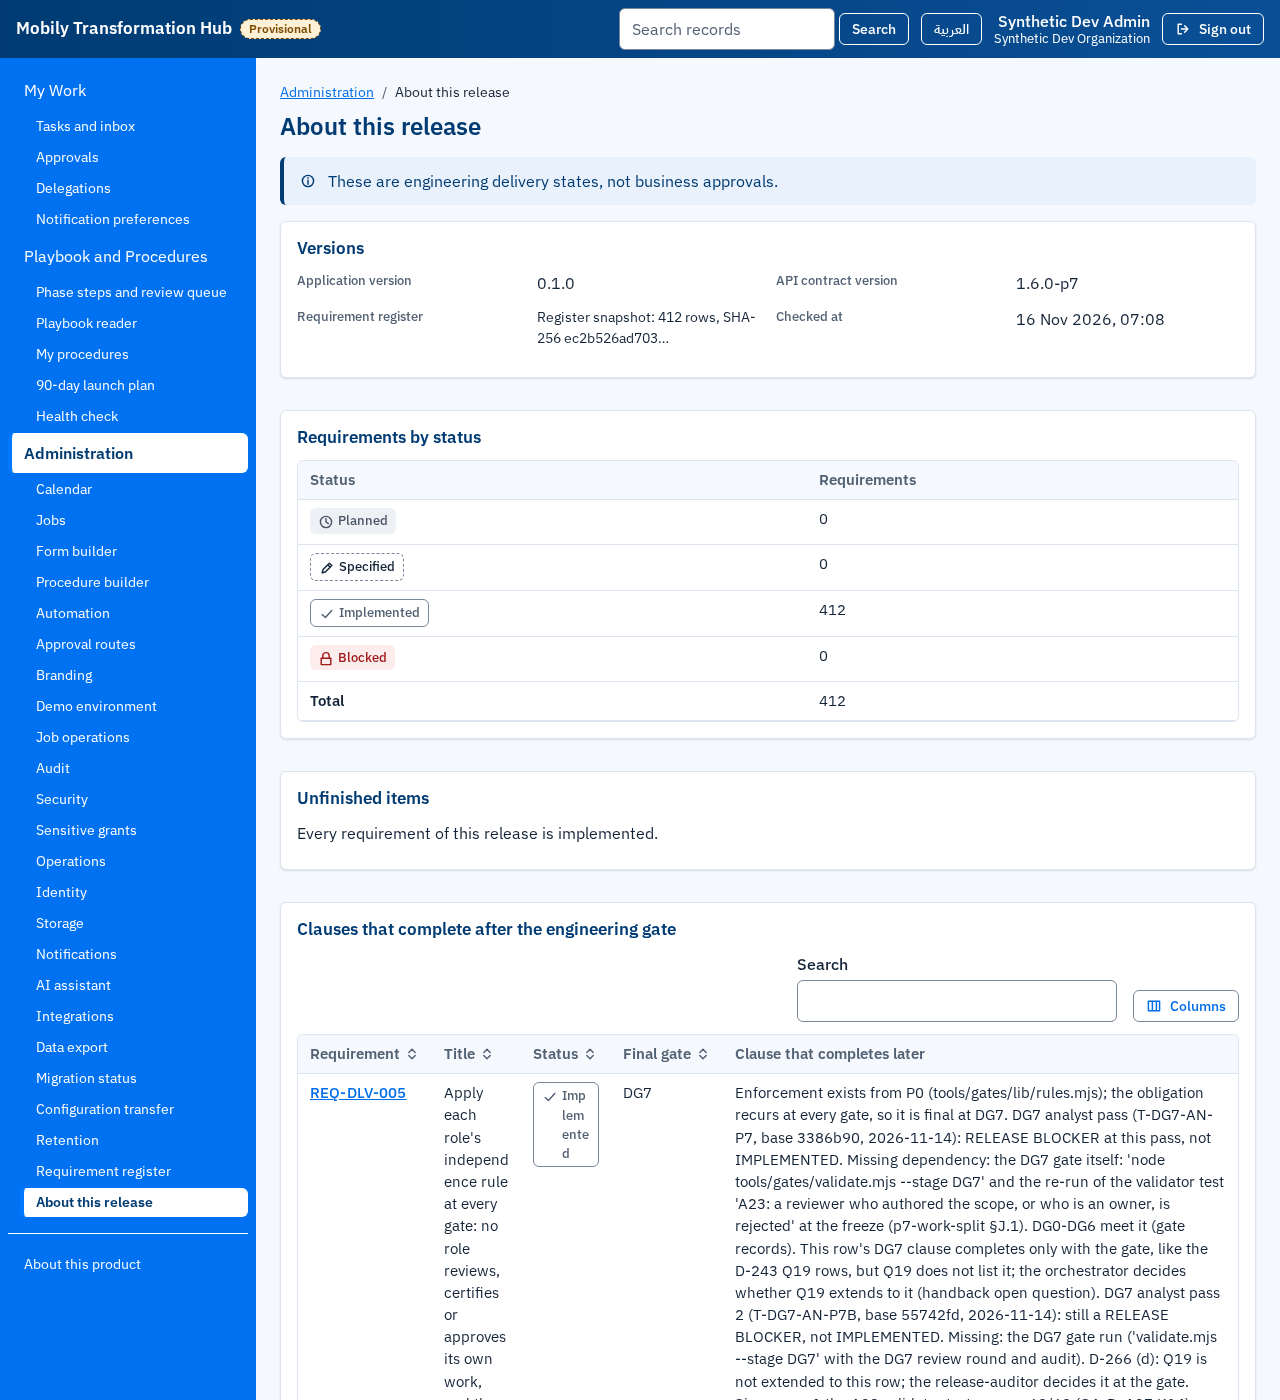 Mobily Transformation Hub Provisional
Search records
Search
العربية
Synthetic Dev Admin
Synthetic Dev Organization
Sign out
My Work
Tasks and inbox
Approvals
Delegations
Notification preferences
Playbook and Procedures
Phase steps and review queue
Playbook reader
My procedures
90-day launch plan
Health check
Administration
Calendar
Jobs
Form builder
Procedure builder
Automation
Approval routes
Branding
Demo environment
Job operations
Audit
Security
Sensitive grants
Operations
Identity
Storage
Notifications
AI assistant
Integrations
Data export
Migration status
Configuration transfer
Retention
Requirement register
About this release
About this product
Administration / About this release
About this release
These are engineering delivery states, not business approvals.
Versions
Application version
0.1.0
API contract version
1.6.0-p7
Requirement register
Register snapshot: 412 rows, SHA-
256 ec2b526ad703…
Checked at
16 Nov 2026, 07:08
Requirements by status
Status Requirements
Planned 0
Specified 0
Implemented 412
Blocked 0
Total 412
Unfinished items
Every requirement of this release is implemented.
Clauses that complete after the engineering gate
Search
Columns
Requirement Title Status Final gate Clause that completes later
REQ-DLV-005
Apply
each
role's
independ
ence rule
at every
gate: no
role
reviews,
certifies
or
approves
its own
work,
Imp
lem
ente
d
DG7
Enforcement exists from P0 (tools/gates/lib/rules.mjs); the obligation
recurs at every gate, so it is final at DG7. DG7 analyst pass (T-DG7-AN-
P7, base 3386b90, 2026-11-14): RELEASE BLOCKER at this pass, not
IMPLEMENTED. Missing dependency: the DG7 gate itself: 'node
tools/gates/validate.mjs --stage DG7' and the re-run of the validator test
'A23: a reviewer who authored the scope, or who is an owner, is
rejected' at the freeze (p7-work-split §J.1). DG0-DG6 meet it (gate
records). This row's DG7 clause completes only with the gate, like the
D-243 Q19 rows, but Q19 does not list it; the orchestrator decides
whether Q19 extends to it (handback open question). DG7 analyst pass
2 (T-DG7-AN-P7B, base 55742fd, 2026-11-14): still a RELEASE
BLOCKER, not IMPLEMENTED. Missing: the DG7 gate run ('validate.mjs
--stage DG7' with the DG7 review round and audit). D-266 (d): Q19 is
not extended to this row; the release-auditor decides it at the gate.